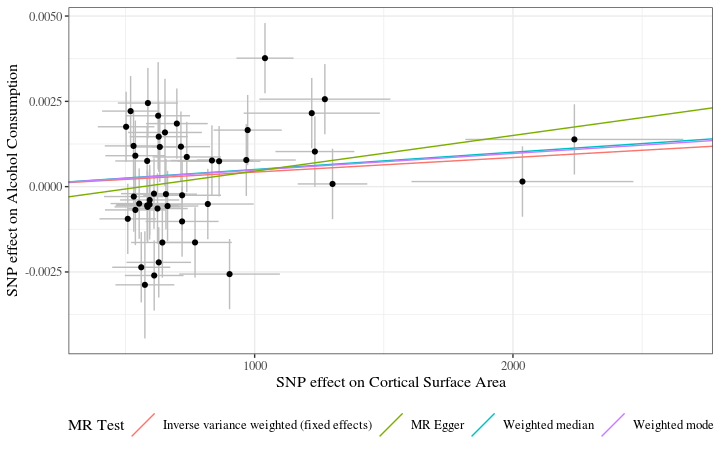 SNP effect on Alcohol Consumption
0.0050
0.0025
0.0000
-0.0025
1000
2000
SNP effect on Cortical Surface Area
MR Test
Inverse variance weighted (fixed effects)
MR Egger
Weighted median
Weighted mode